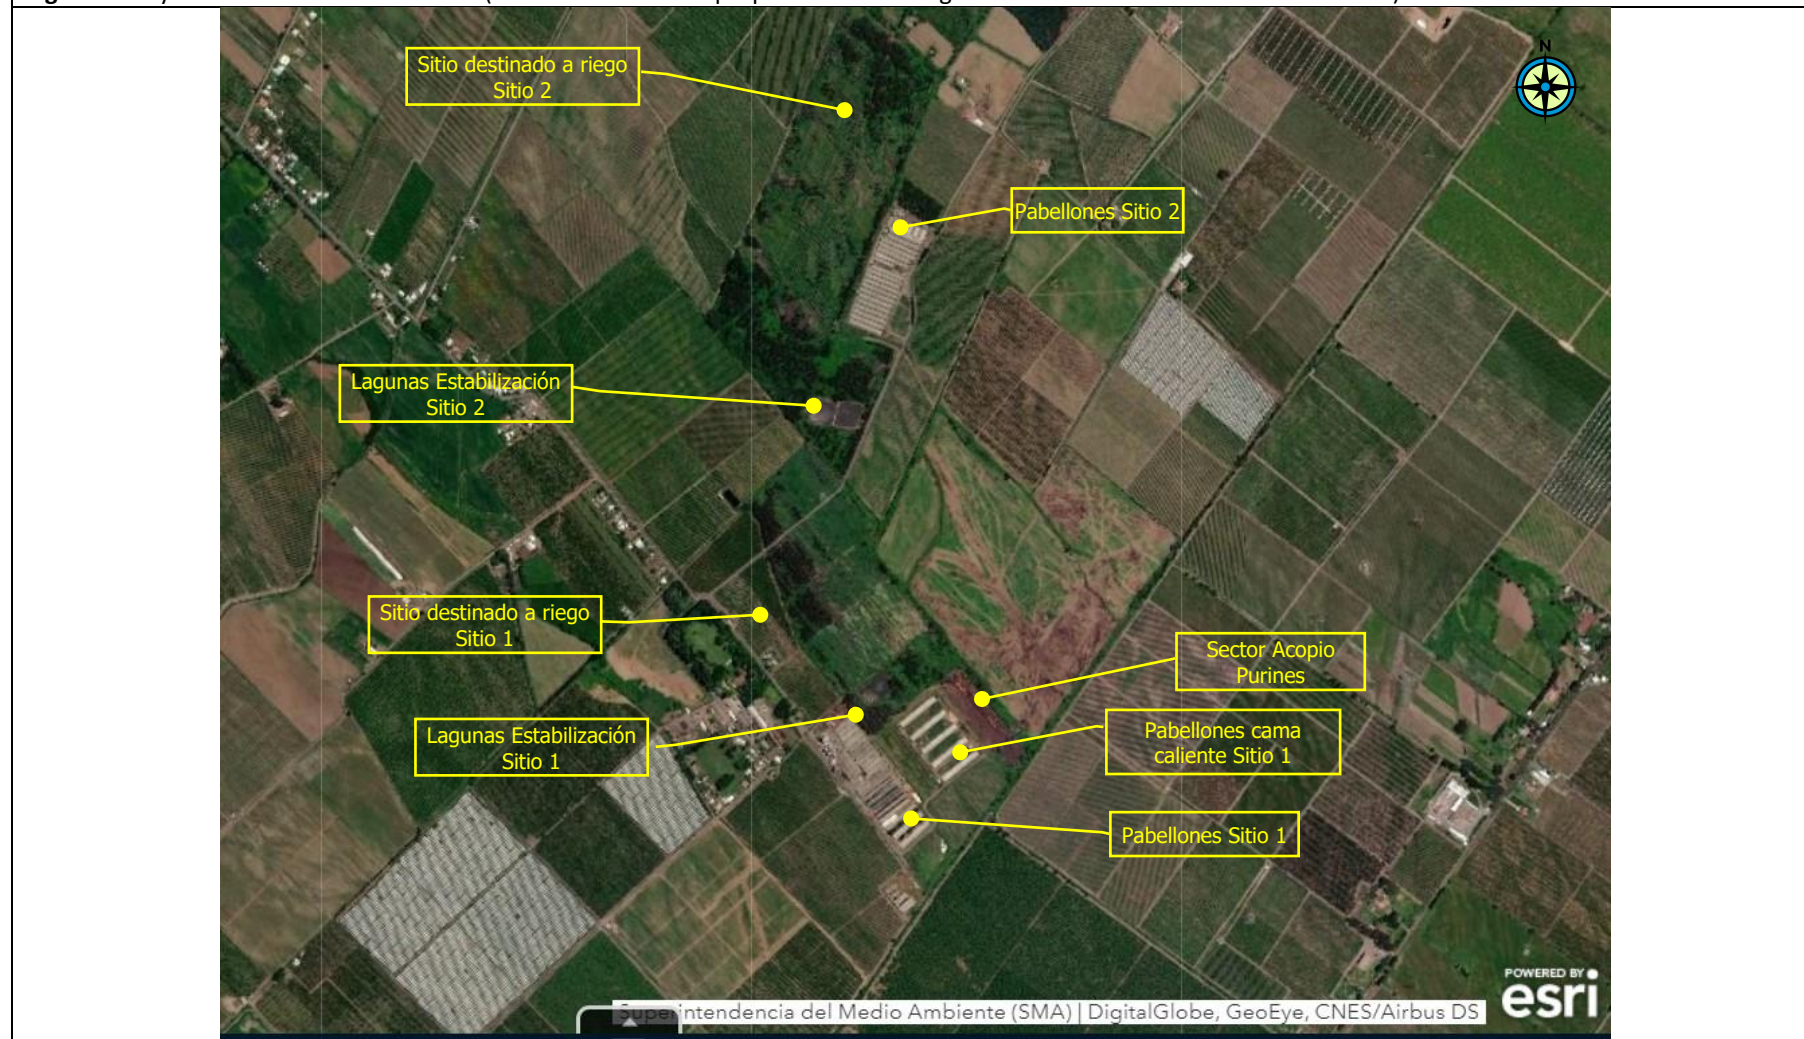 N
Sitio destinado a riego
Sitio 2
Pabellones Sitio 2
Lagunas Estabilización
Sitio 2
Sitio destinado a riego
Sitio 1
Sector Acopio
Purines
Lagunas Estabilización
Sitio 1
Pabellones cama
caliente Sitio 1
Pabellones Sitio 1
POWERED BY
esri
Superintendencia del Medio Ambiente (SMA) | DigitalGlobe, GeoEye, CNES/Airbus DS